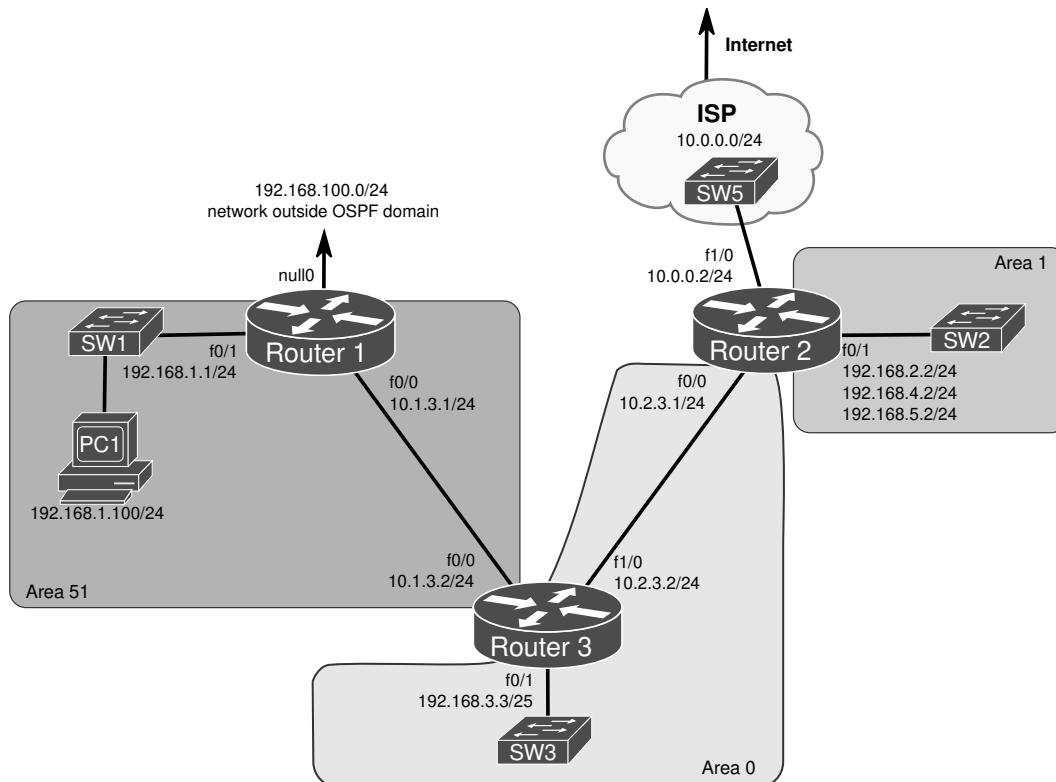 Internet
ISP
10.0.0.0/24
SW5
192.168.100.0/24
network outside OSPF domain
null0
f1/0
10.0.0.2/24
Area 1
SW1
f0/1
192.168.1.1/24
Router 1
Router 2
f0/1
192.168.2.2/24
192.168.4.2/24
192.168.5.2/24
SW2
f0/0
10.1.3.1/24
f0/0
10.2.3.1/24
PC1
192.168.1.100/24
f0/0
10.1.3.2/24
f1/0
10.2.3.2/24
Area 51
Router 3
f0/1
192.168.3.3/25
SW3
Area 0